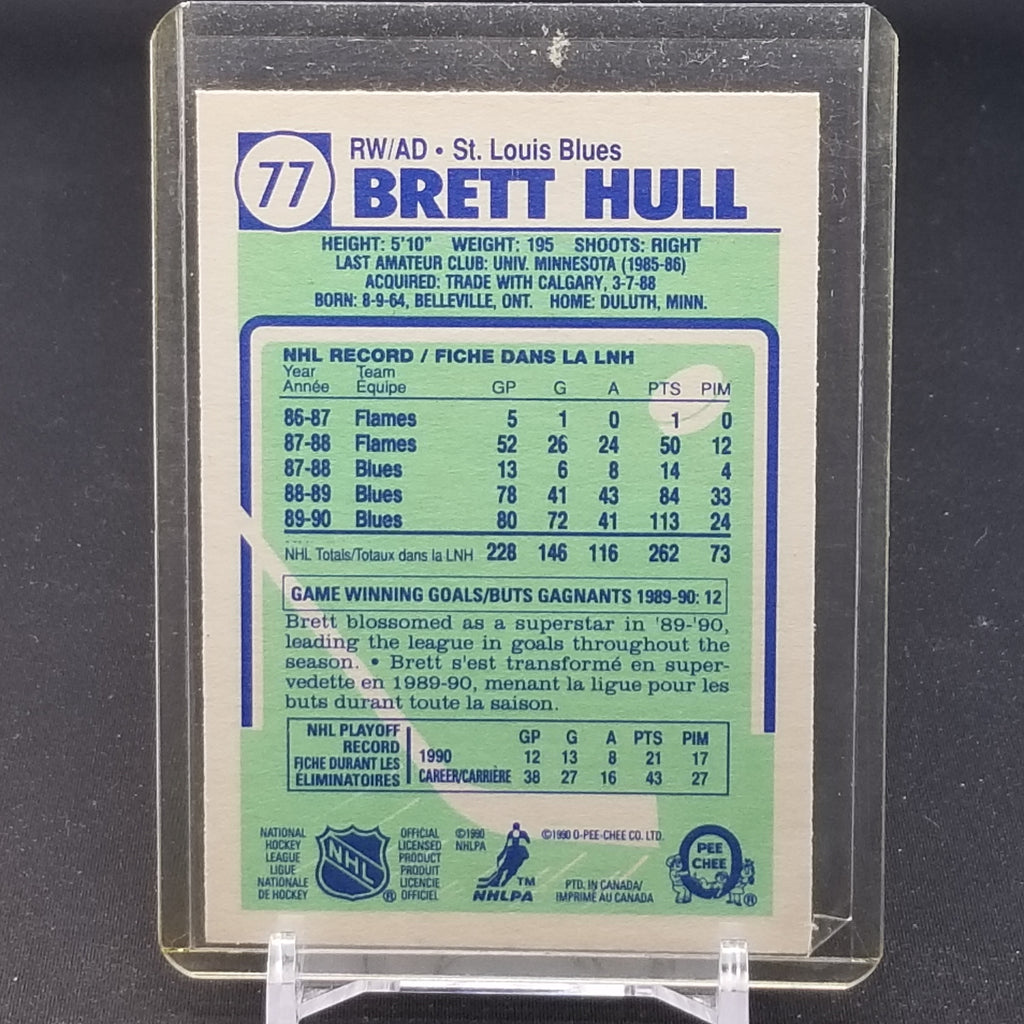 77
RW/AD • St. Louis Blues
BRETT HULL
HEIGHT: 5'10" WEIGHT: 195 SHOOTS: RIGHT
LAST AMATEUR CLUB: UNIV. MINNESOTA (1985-86)
ACQUIRED: TRADE WITH CALGARY, 3-7-88
BORN: 8-9-64, BELLEVILLE, ONT. HOME: DULUTH, MINN.
NHL RECORD / FICHE DANS LA LNH
Year Team
Année Équipe GP G A PTS PIM
86-87 Flames 5 1 0 1 0
87-88 Flames 52 26 24 50 12
87-88 Blues 13 6 8 14 4
88-89 Blues 78 41 43 84 33
89-90 Blues 80 72 41 113 24
NHL Totals/Totaux dans la LNH 228 146 116 262 73
GAME WINNING GOALS/BUTS GAGNANTS 1989-90: 12
Brett blossomed as a superstar in '89-'90,
leading the league in goals throughout the
season. • Brett s'est transformé en super-
vedette en 1989-90, menant la ligue pour les
buts durant toute la saison.
NHL PLAYOFF
RECORD
FICHE DURANT LES
ÉLIMINATOIRES
GP G A PTS PIM
1990 12 13 8 21 17
CAREER/CARRIÈRE 38 27 16 43 27
NATIONAL
HOCKEY
LEAGUE
LIGUE
NATIONALE
DE HOCKEY
NHL
®
OFFICIAL
LICENSED
PRODUCT
PRODUIT
LICENCIE
OFFICIEL
©1990
NHLPA
TM
NHLPA
©1990 O-PEE-CHEE CO. LTD.
PTD. IN CANADA/
IMPRIMÉ AU CANADA
O
PEE
CHEE
®